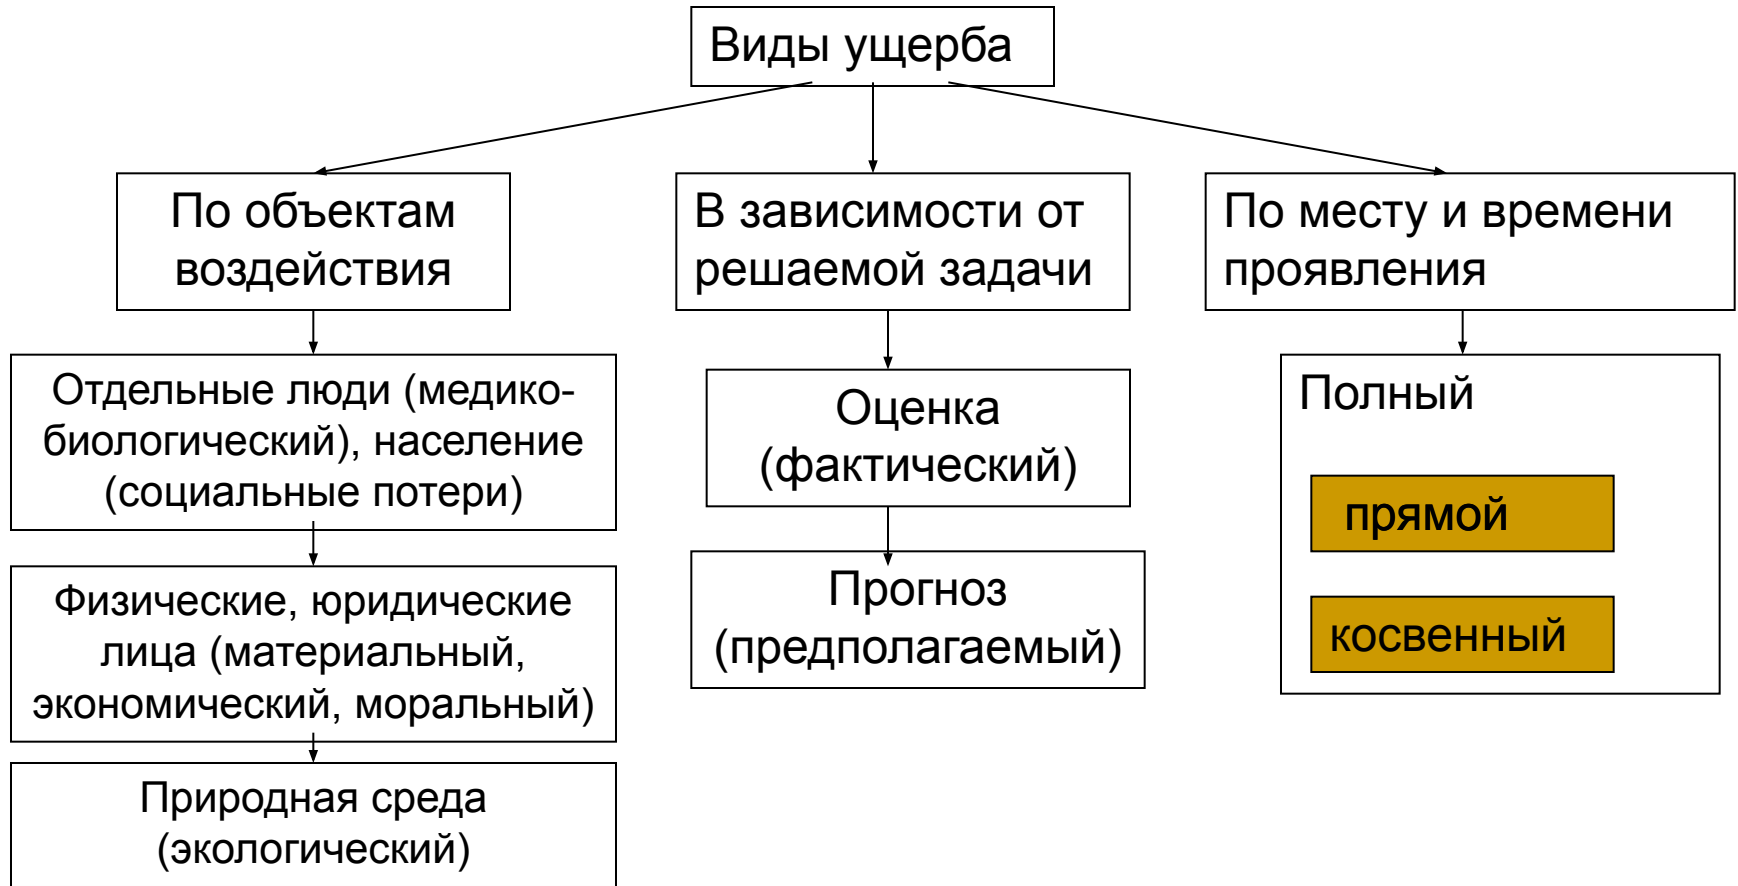 Виды ущерба
По объектам
воздействия
В зависимости от
решаемой задачи
По месту и времени
проявления
Отдельные люди (медико-
биологический), население
(социальные потери)
Физические, юридические
лица (материальный,
экономический, моральный)
Природная среда
(экологический)
Оценка
(фактический)
Прогноз
(предполагаемый)
Полный
прямой
косвенный